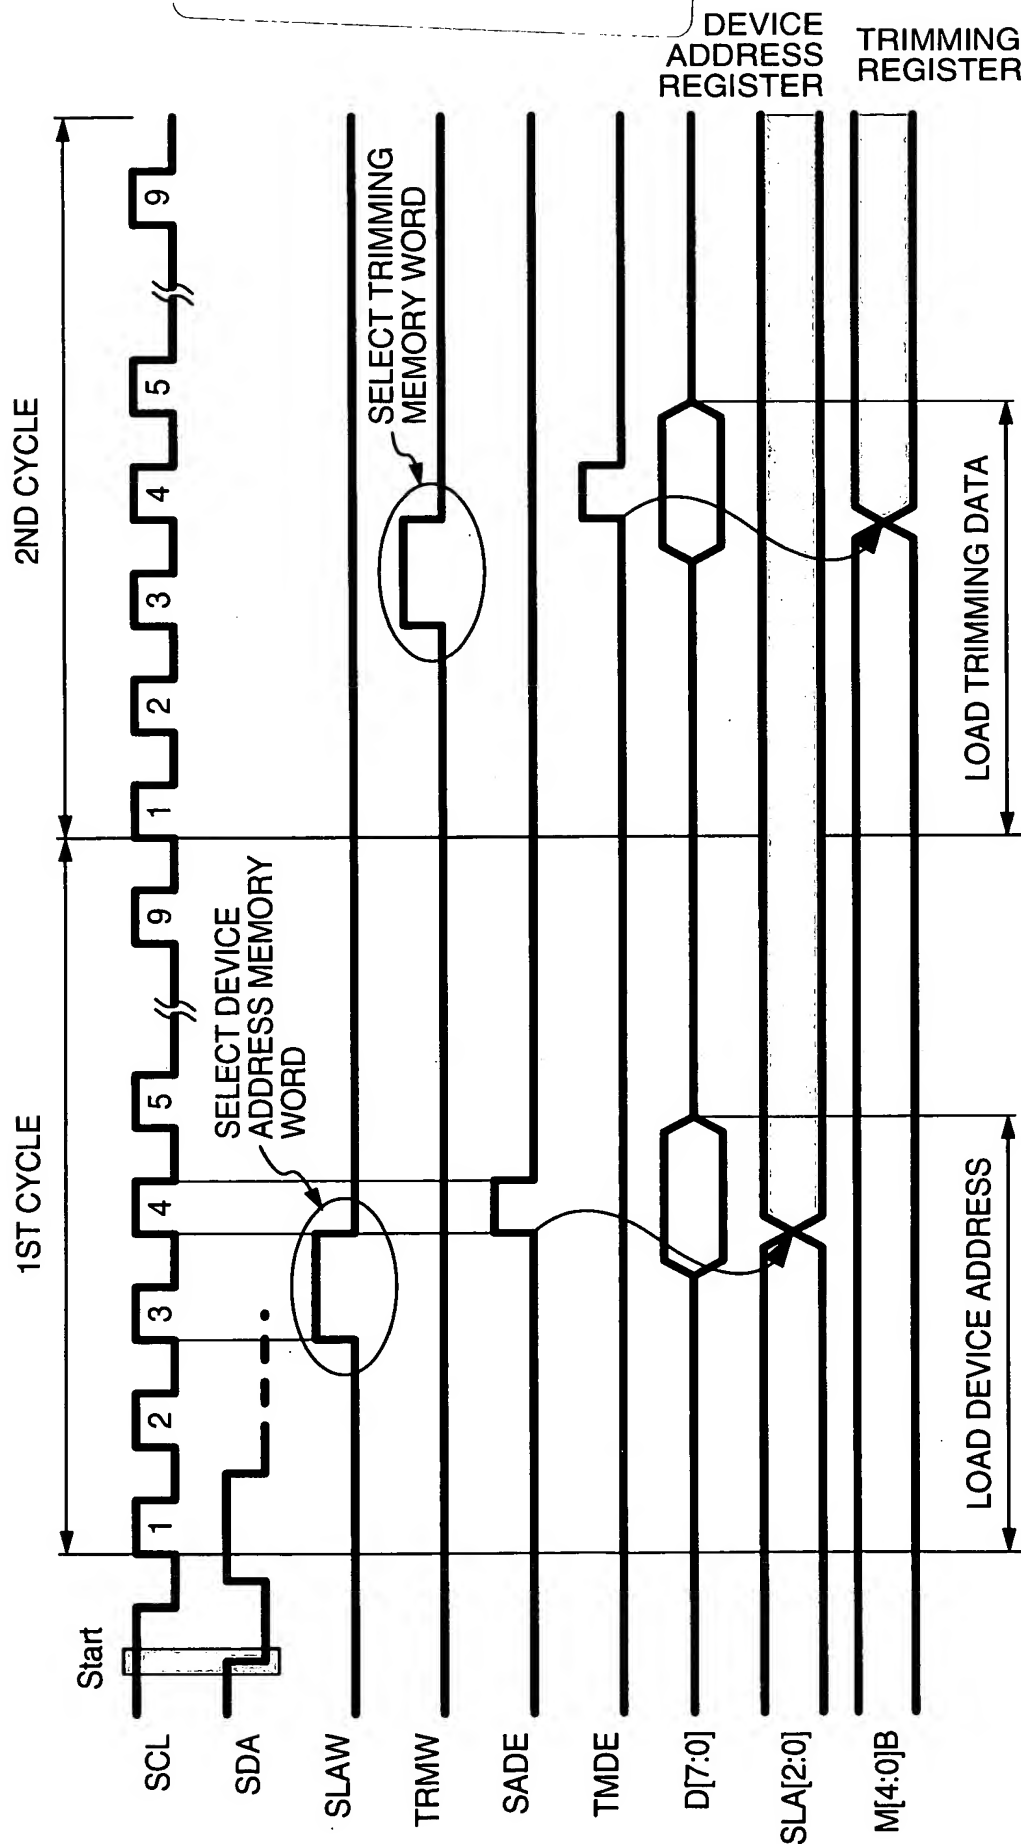 DEVICE
ADDRESS
REGISTER
TRIMMING
REGISTER
1ST CYCLE
2ND CYCLE
Start
SCL
1
2
3
4
5
9
1
2
3
4
5
9
SDA
SELECT DEVICE
ADDRESS MEMORY
WORD
SLAW
SELECT TRIMMING
MEMORY WORD
TRMW
SADE
TMDE
D[7:0]
SLA[2:0]
M[4:0]B
LOAD DEVICE ADDRESS
LOAD TRIMMING DATA